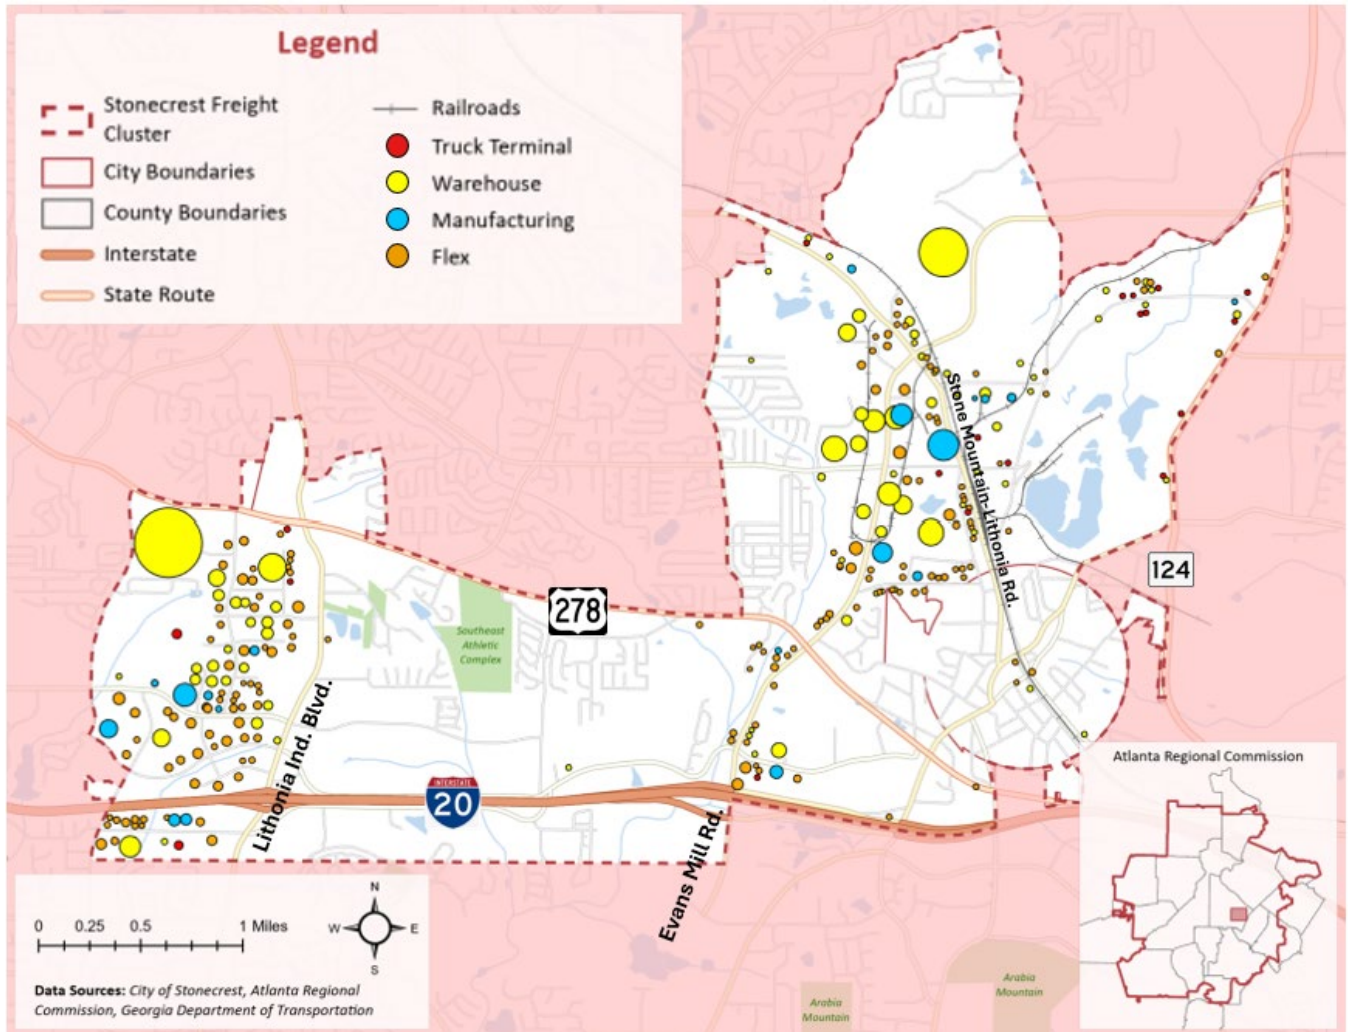 Legend
Stonecrest Freight
Cluster
City Boundaries
County Boundaries
Interstate
State Route
Railroads
Truck Terminal
Warehouse
Manufacturing
Flex
Stone Mountain-Lithonia Rd.
124
278
Southeast
Athletic
Complex
Lithonia Ind. Blvd.
INTERSTATE
20
Evans Mill Rd.
Atlanta Regional Commission
N
W
E
S
0 0.25 0.5 1 Miles
Data Sources: City of Stonecrest, Atlanta Regional
Commission, Georgia Department of Transportation
Arabia
Mountain
Arabia
Mountain